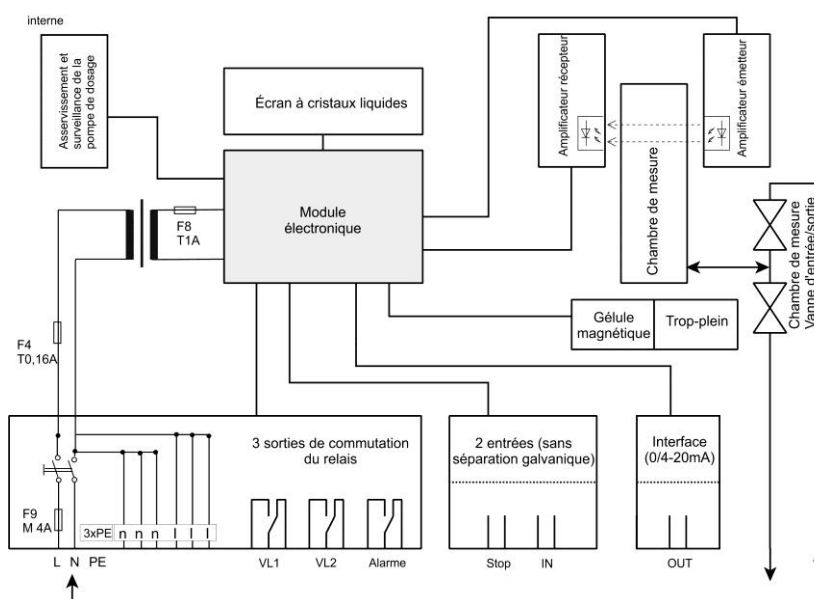 interne
Asservissement et
surveillance de la
pompe de dosage
Écran à cristaux liquides
Amplificateur récepteur
Amplificateur émetteur
Chambre de mesure
Module
électronique
F8
T1A
Chambre de mesure
Vanne d'entrée/sortie
Gélule
magnétique
Trop-plein
F4
T0,16A
3 sorties de commutation
du relais
2 entrées (sans
séparation galvanique)
Interface
(0/4-20mA)
F9
M 4A
3xPE n n n l l l
L N PE
VL1 VL2 Alarme
Stop IN
OUT